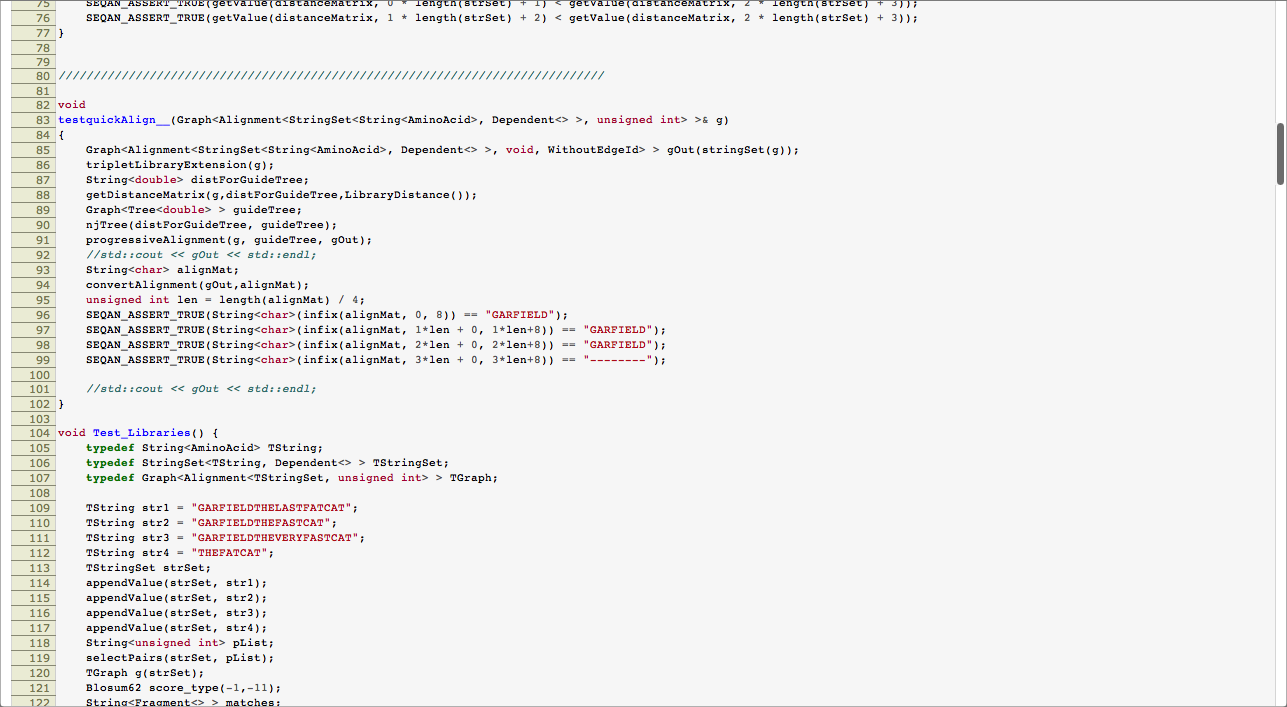 75 SEQAN_ASSERT_TRUE(getValue(distanceMatrix, 0 * length(strSet) + 1) < getValue(distanceMatrix, 2 * length(strSet) + 3));
76 SEQAN_ASSERT_TRUE(getValue(distanceMatrix, 1 * length(strSet) + 2) < getValue(distanceMatrix, 2 * length(strSet) + 3));
77 }
78
79
80 //////////////////////////////////////////////////////////////////////////////
81
82 void
83 testquickAlign__(Graph<Alignment<StringSet<String<AminoAcid>, Dependent<> >, unsigned int> >& g)
84 {
85 Graph<Alignment<StringSet<String<AminoAcid>, Dependent<> >, void, WithoutEdgeId> > gOut(stringSet(g));
86 tripletLibraryExtension(g);
87 String<double> distForGuideTree;
88 getDistanceMatrix(g,distForGuideTree,LibraryDistance());
89 Graph<Tree<double> > guideTree;
90 njTree(distForGuideTree, guideTree);
91 progressiveAlignment(g, guideTree, gOut);
92 //std::cout << gOut << std::endl;
93 String<char> alignMat;
94 convertAlignment(gOut,alignMat);
95 unsigned int len = length(alignMat) / 4;
96 SEQAN_ASSERT_TRUE(String<char>(infix(alignMat, 0, 8)) == "GARFIELD");
97 SEQAN_ASSERT_TRUE(String<char>(infix(alignMat, 1*len + 0, 1*len+8)) == "GARFIELD");
98 SEQAN_ASSERT_TRUE(String<char>(infix(alignMat, 2*len + 0, 2*len+8)) == "GARFIELD");
99 SEQAN_ASSERT_TRUE(String<char>(infix(alignMat, 3*len + 0, 3*len+8)) == "--------");
100
101 //std::cout << gOut << std::endl;
102 }
103
104 void Test_Libraries() {
105 typedef String<AminoAcid> TString;
106 typedef StringSet<TString, Dependent<> > TStringSet;
107 typedef Graph<Alignment<TStringSet, unsigned int> > TGraph;
108
109 TString str1 = "GARFIELDTHELASTFATCAT";
110 TString str2 = "GARFIELDTHEFASTCAT";
111 TString str3 = "GARFIELDTHEVERYFASTCAT";
112 TString str4 = "THEFATCAT";
113 TStringSet strSet;
114 appendValue(strSet, str1);
115 appendValue(strSet, str2);
116 appendValue(strSet, str3);
117 appendValue(strSet, str4);
118 String<unsigned int> pList;
119 selectPairs(strSet, pList);
120 TGraph g(strSet);
121 Blosum62 score_type(-1,-11);
122 String<Fragment<> > matches;